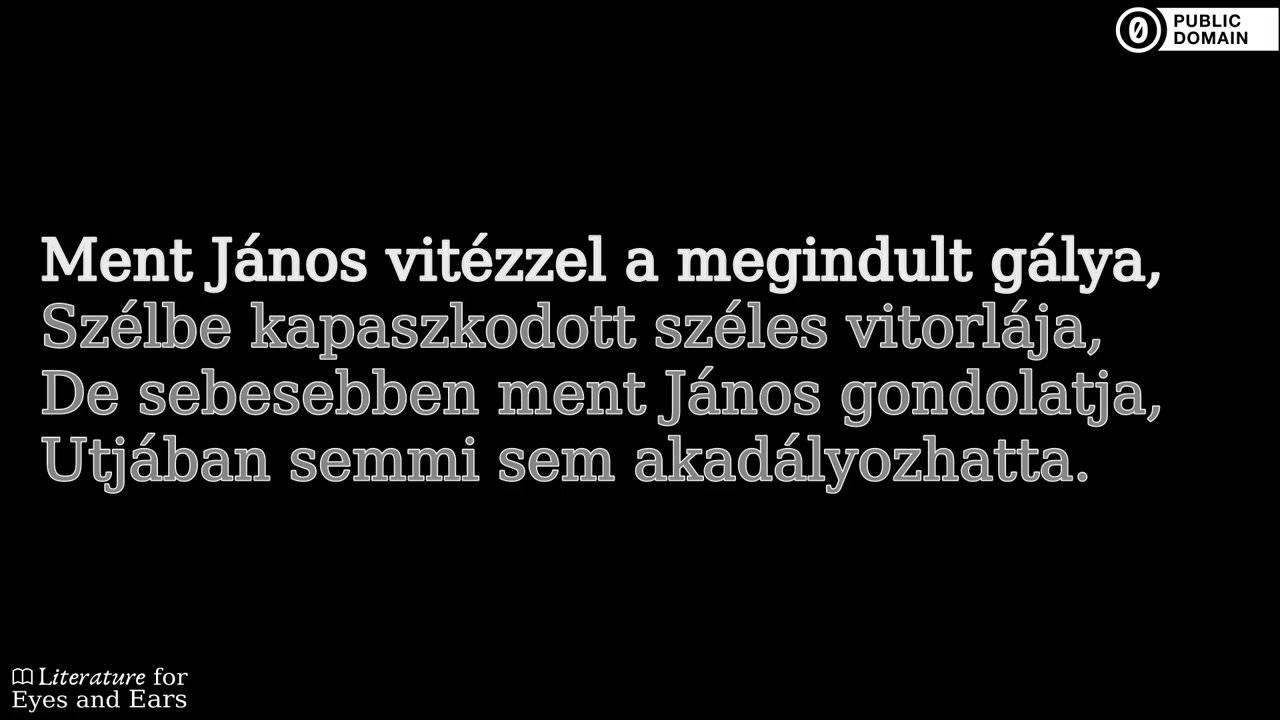 PUBLIC
DOMAIN
Ment János vitézzel a megindult gálya,
Szélbe kapaszkodott széles vitorlája,
De sebesebben ment János gondolatja,
Utjában semmi sem akadályozhatta.
Literature for
Eyes and Ears